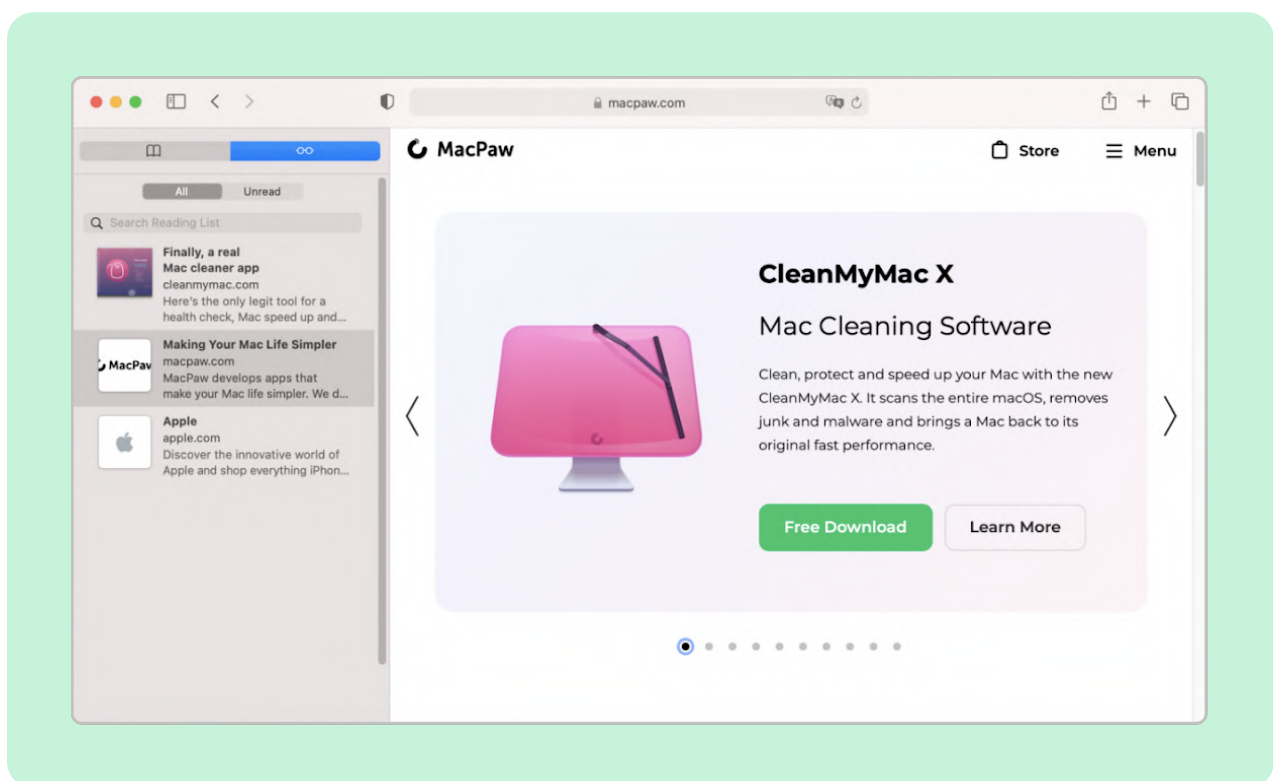 macpaw.com
All
Unread
Search Reading List
Finally, a real
Mac cleaner app
cleanmymac.com
Here's the only legit tool for a
health check, Mac speed up and...
MacPaw
Making Your Mac Life Simpler
macpaw.com
MacPaw develops apps that
make your Mac life simpler. We d...
Apple
apple.com
Discover the innovative world of
Apple and shop everything iPhon...
MacPaw
Store
Menu
CleanMyMac X
Mac Cleaning Software
Clean, protect and speed up your Mac with the new
CleanMyMac X. It scans the entire macOS, removes
junk and malware and brings a Mac back to its
original fast performance.
Free Download
Learn More